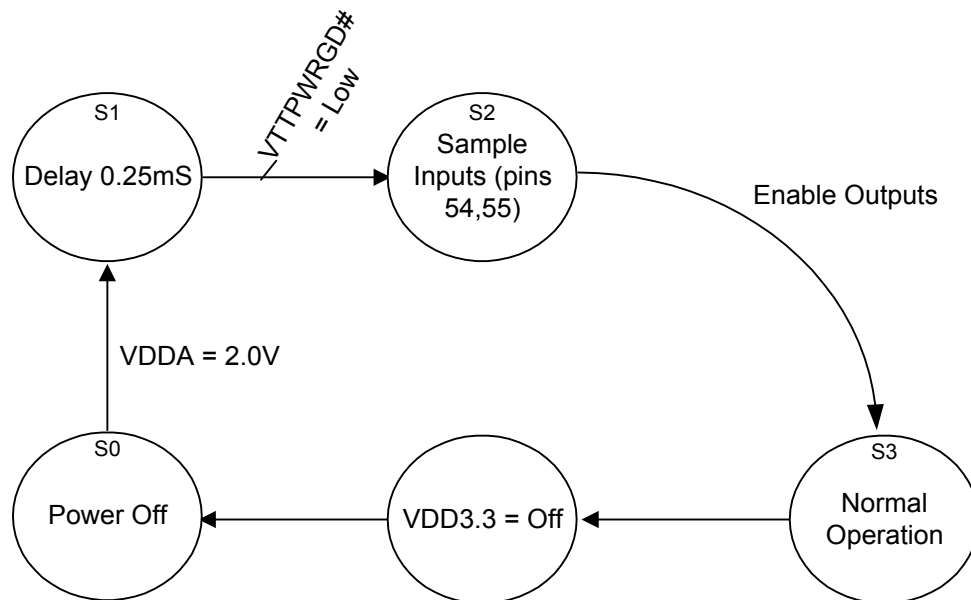 VTTPWRGD#
= Low
S1
Delay 0.25mS
S2
Sample
Inputs (pins
54,55)
Enable Outputs
VDDA = 2.0V
S0
Power Off
VDD3.3 = Off
S3
Normal
Operation